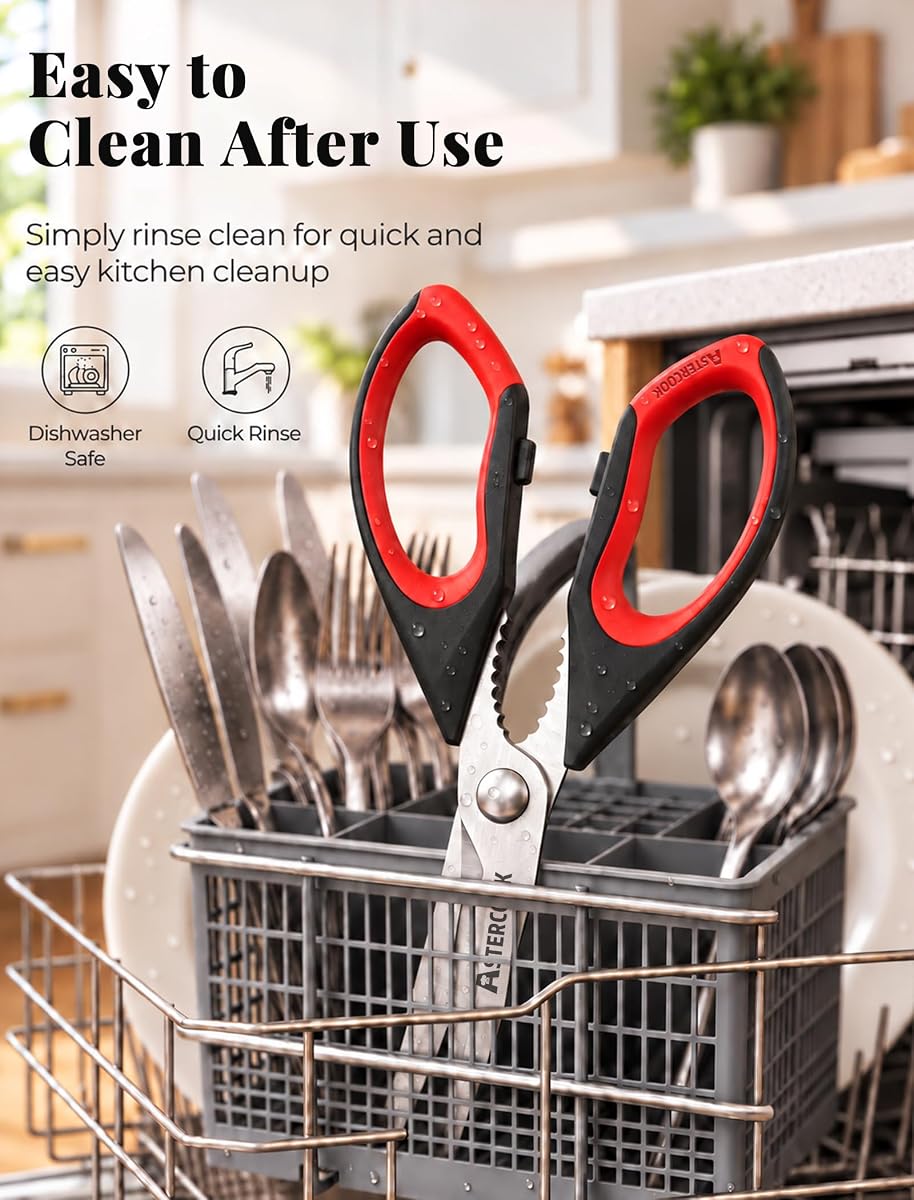 Easy to
Clean After Use
Simply rinse clean for quick and
easy kitchen cleanup
Dishwasher
Safe
Quick Rinse
ASTERCOOK
ASTERCOOK